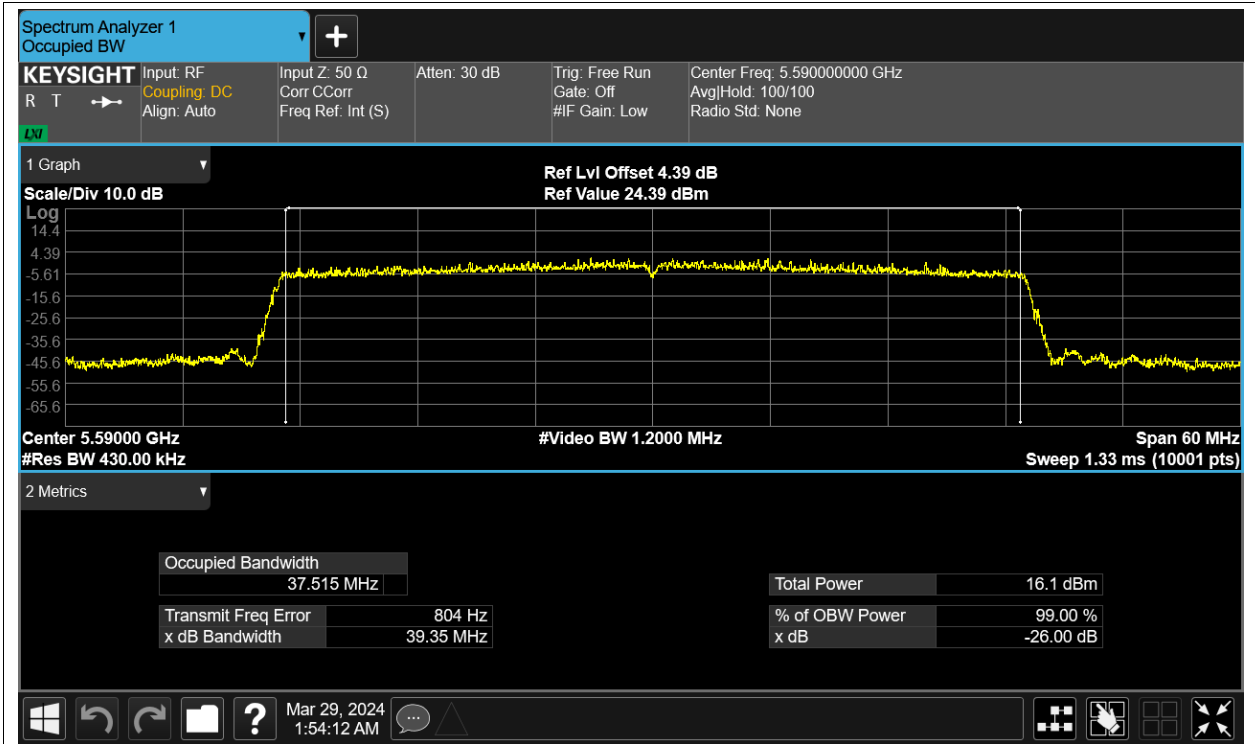 Spectrum Analyzer 1
Occupied BW
KEYSIGHT
R T
LXI
Input: RF
Coupling: DC
Align: Auto
Input Z: 50 Ω
Corr CCorr
Freq Ref: Int (S)
Atten: 30 dB
Trig: Free Run
Gate: Off
#IF Gain: Low
Center Freq: 5.590000000 GHz
Avg|Hold: 100/100
Radio Std: None
1 Graph
Ref Lvl Offset 4.39 dB
Scale/Div 10.0 dB
Ref Value 24.39 dBm
Log
14.4
4.39
-5.61
-15.6
-25.6
-35.6
-45.6
-55.6
-65.6
Center 5.59000 GHz
#Video BW 1.2000 MHz
Span 60 MHz
#Res BW 430.00 kHz
Sweep 1.33 ms (10001 pts)
2 Metrics
Occupied Bandwidth
37.515 MHz
Total Power 16.1 dBm
Transmit Freq Error 804 Hz
% of OBW Power 99.00 %
x dB Bandwidth 39.35 MHz
x dB -26.00 dB
?
Mar 29, 2024
1:54:12 AM